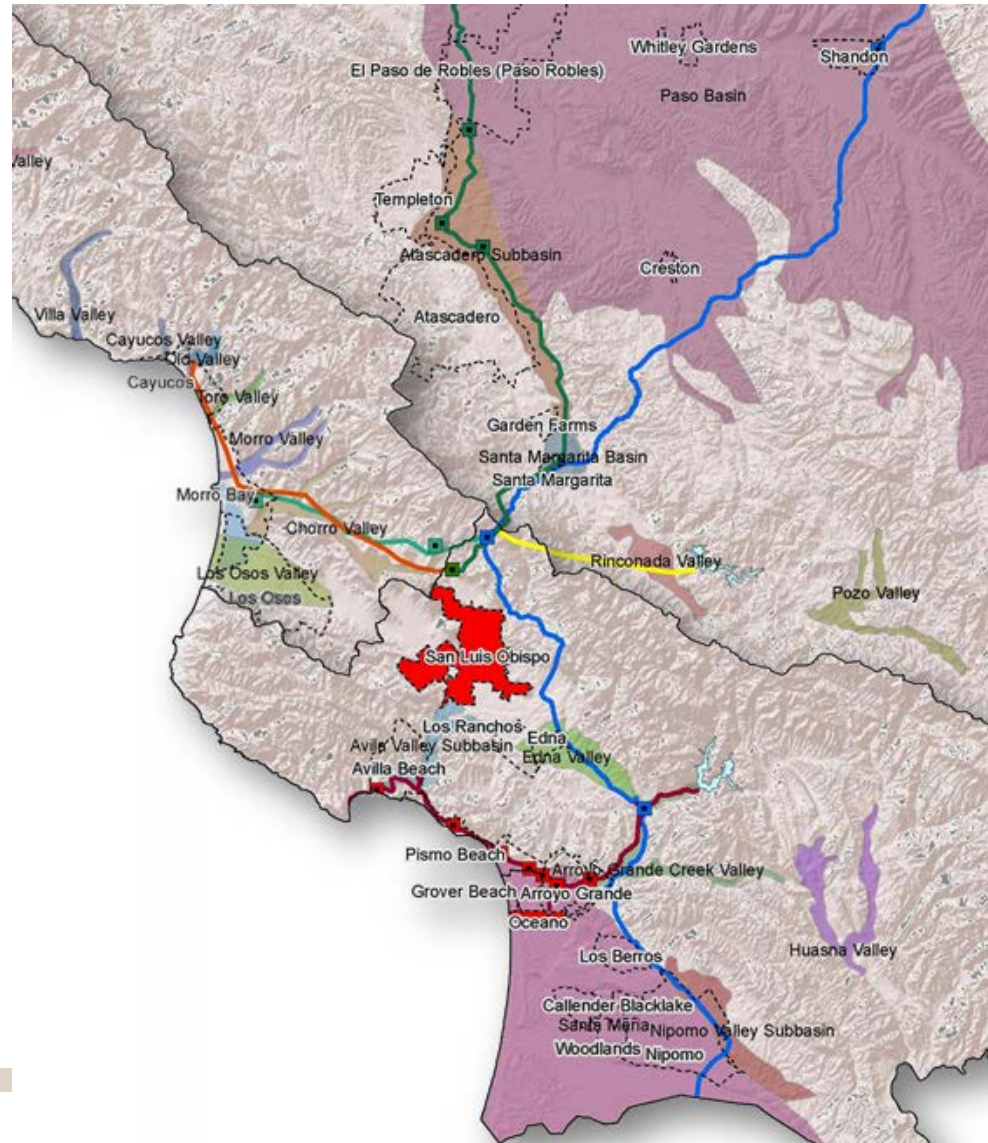 Whitley Gardens
Shandon
El Paso de Robles (Paso Robles)
Paso Basin
Valley
Templeton
Atascadero Subbasin
Creston
Atascadero
Villa Valley
Cayucos Valley
Old Valley
Cayucos
Toro Valley
Garden Farms
Morro Valley
Santa Margarita Basin
Santa Margarita
Morro Bay
Chorro Valley
Rinconada Valley
Los Osos Valley
Los Osos
Pozo Valley
San Luis Obispo
Los Ranchos
Edna
Avila Valley Subbasin
Edna Valley
Avilla Beach
Pismo Beach
Arroyo Grande Creek Valley
Grover Beach
Arroyo Grande
Oceano
Huasna Valley
Los Berros
Callender
Blacklake
Santa Maria
Nipomo Valley Subbasin
Woodlands
Nipomo